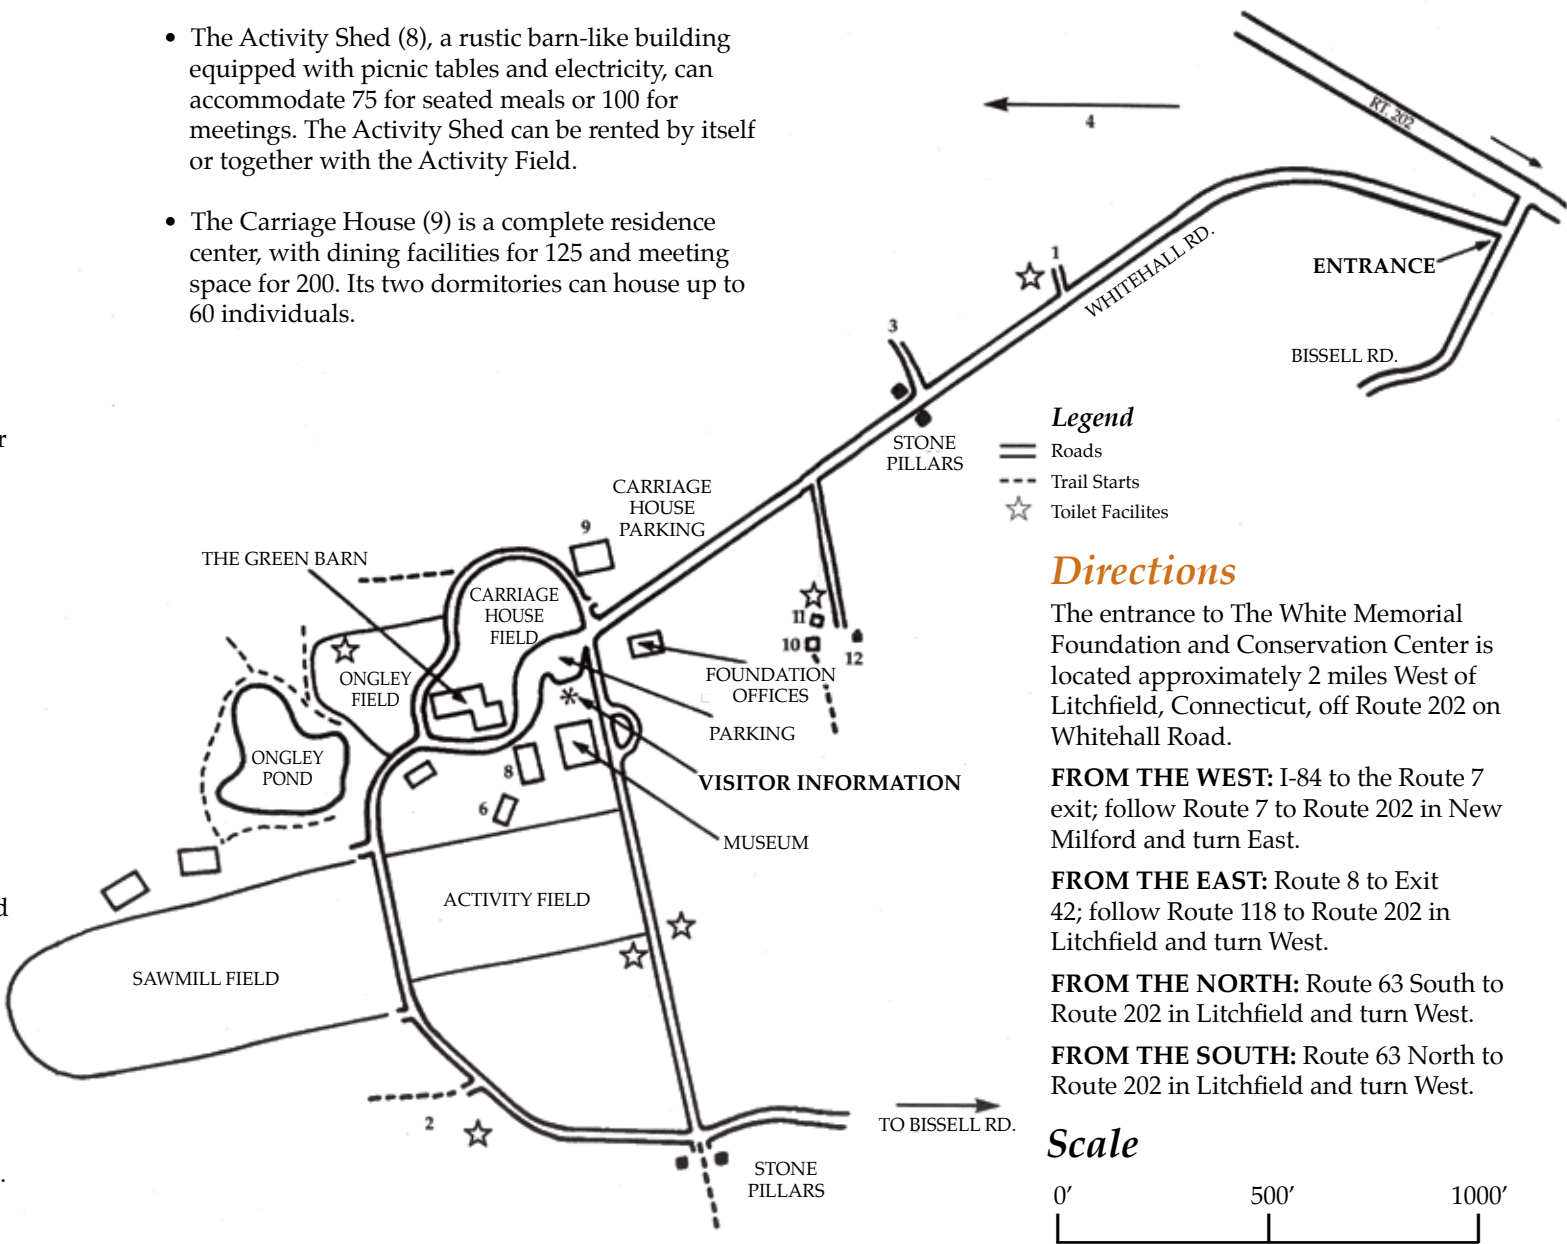 • The Activity Shed (8), a rustic barn-like building
equipped with picnic tables and electricity, can
accommodate 75 for seated meals or 100 for
meetings. The Activity Shed can be rented by itself
or together with the Activity Field.
• The Carriage House (9) is a complete residence
center, with dining facilities for 125 and meeting
space for 200. Its two dormitories can house up to
60 individuals.
r
d
.
RT. 202
4
1
WHITEHALL RD.
ENTRANCE
BISSELL RD.
3
STONE
PILLARS
CARRIAGE
HOUSE
PARKING
9
THE GREEN BARN
CARRIAGE
HOUSE
FIELD
11
10
12
ONGLEY
FIELD
FOUNDATION
OFFICES
PARKING
ONGLEY
POND
8
VISITOR INFORMATION
6
MUSEUM
ACTIVITY FIELD
SAWMILL FIELD
2
TO BISSELL RD.
STONE
PILLARS
Legend
Roads
Trail Starts
Toilet Facilites
Directions
The entrance to The White Memorial
Foundation and Conservation Center is
located approximately 2 miles West of
Litchfield, Connecticut, off Route 202 on
Whitehall Road.
FROM THE WEST: I-84 to the Route 7
exit; follow Route 7 to Route 202 in New
Milford and turn East.
FROM THE EAST: Route 8 to Exit
42; follow Route 118 to Route 202 in
Litchfield and turn West.
FROM THE NORTH: Route 63 South to
Route 202 in Litchfield and turn West.
FROM THE SOUTH: Route 63 North to
Route 202 in Litchfield and turn West.
Scale
0′ 500′ 1000′